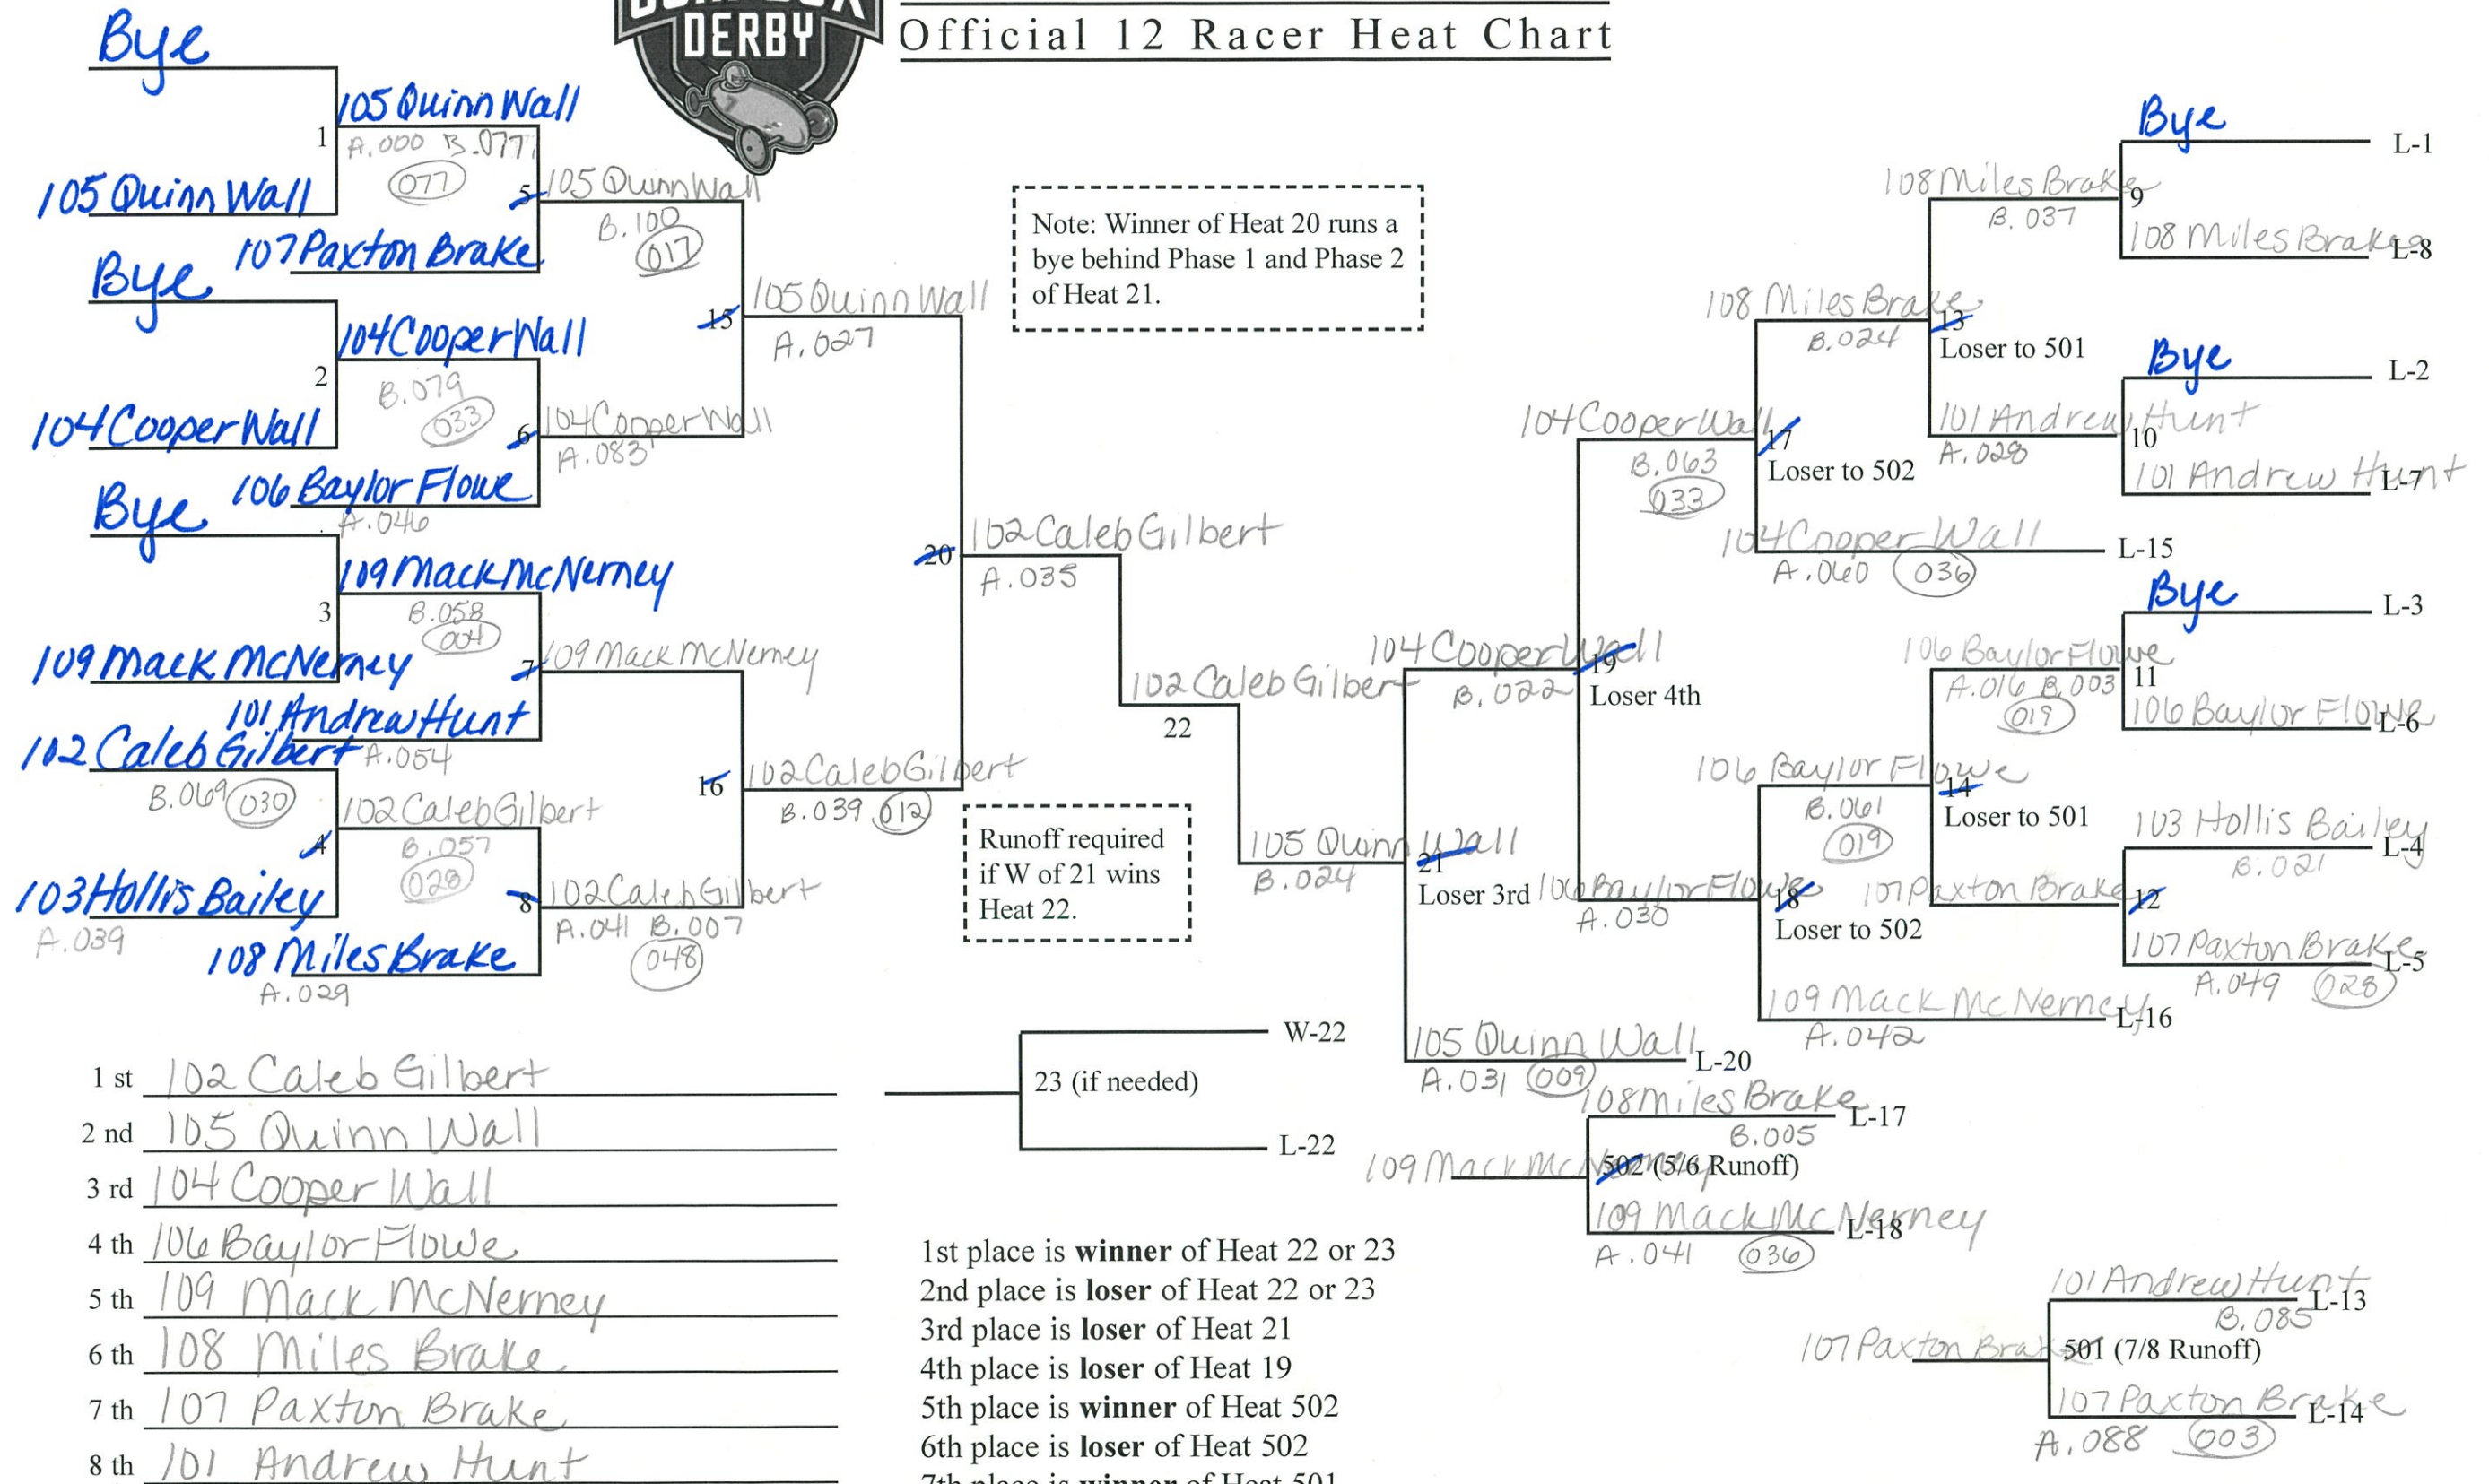 DERBY
Official 12 Racer Heat Chart
Bye
105 Quinn Wall
1
A.000 B.077
077
105 Quinn Wall
5
105 Quinn Wall
B.100
017
107 Paxton Brake
Bye
104 Cooper Wall
2
B.079
033
104 Cooper Wall
6
104 Cooper Wall
A.083
106 Baylor Flowe
A.046
15
105 Quinn Wall
A.027
Bye
109 Mack McNerney
3
B.058
004
109 Mack McNerney
7
109 Mack McNerney
101 Andrew Hunt
A.054
102 Caleb Gilbert
B.069 030
4
102 Caleb Gilbert
B.057
028
103 Hollis Bailey
A.039
8
102 Caleb Gilbert
A.041 B.007
048
108 Miles Brake
A.029
16
102 Caleb Gilbert
B.039 012
20
102 Caleb Gilbert
A.035
Note: Winner of Heat 20 runs a
bye behind Phase 1 and Phase 2
of Heat 21.
102 Caleb Gilbert
22
Runoff required
if W of 21 wins
Heat 22.
105 Quinn Wall
B.024
21
Loser 3rd
104 Cooper Wall
B.022
19
Loser 4th
105 Quinn Wall
L-20
A.031 009
104 Cooper Wall
B.063
033
17
Loser to 502
106 Baylor Flowe
A.030
18
Loser to 502
108 Miles Brake
B.024
13
Loser to 501
104 Cooper Wall
L-15
A.060 036
106 Baylor Flowe
B.061
019
14
Loser to 501
109 Mack McNerney
L-16
A.042
Bye
L-1
108 Miles Brake
B.037
9
108 Miles Brake
L-8
Bye
L-2
101 Andrew Hunt
A.028
10
101 Andrew Hunt
L-7
Bye
L-3
106 Baylor Flowe
A.016 B.003
019
11
106 Baylor Flowe
L-6
103 Hollis Bailey
L-4
B.021
107 Paxton Brake
12
107 Paxton Brake
L-5
A.049 028
W-22
23 (if needed)
L-22
108 Miles Brake
L-17
B.005
109 Mack McNerney
502 (5/6 Runoff)
109 Mack McNerney
L-18
A.041 036
101 Andrew Hunt
L-13
B.085
107 Paxton Brake
501 (7/8 Runoff)
107 Paxton Brake
L-14
A.088 003
1 st 102 Caleb Gilbert
2 nd 105 Quinn Wall
3 rd 104 Cooper Wall
4 th 106 Baylor Flowe
5 th 109 Mack McNerney
6 th 108 Miles Brake
7 th 107 Paxton Brake
8 th 101 Andrew Hunt
1st place is winner of Heat 22 or 23
2nd place is loser of Heat 22 or 23
3rd place is loser of Heat 21
4th place is loser of Heat 19
5th place is winner of Heat 502
6th place is loser of Heat 502
7th place is winner of Heat 501